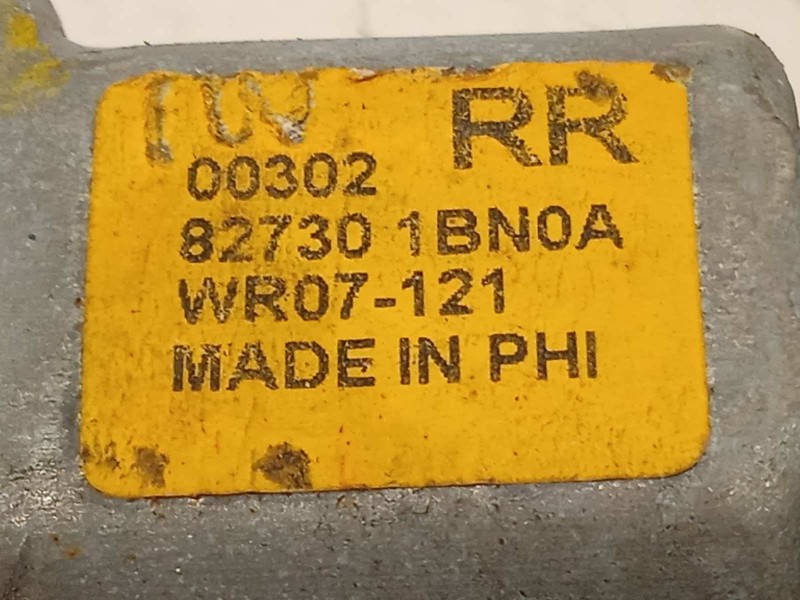 RR
00302
82730 1BN0A
WR07-121
MADE IN PHI